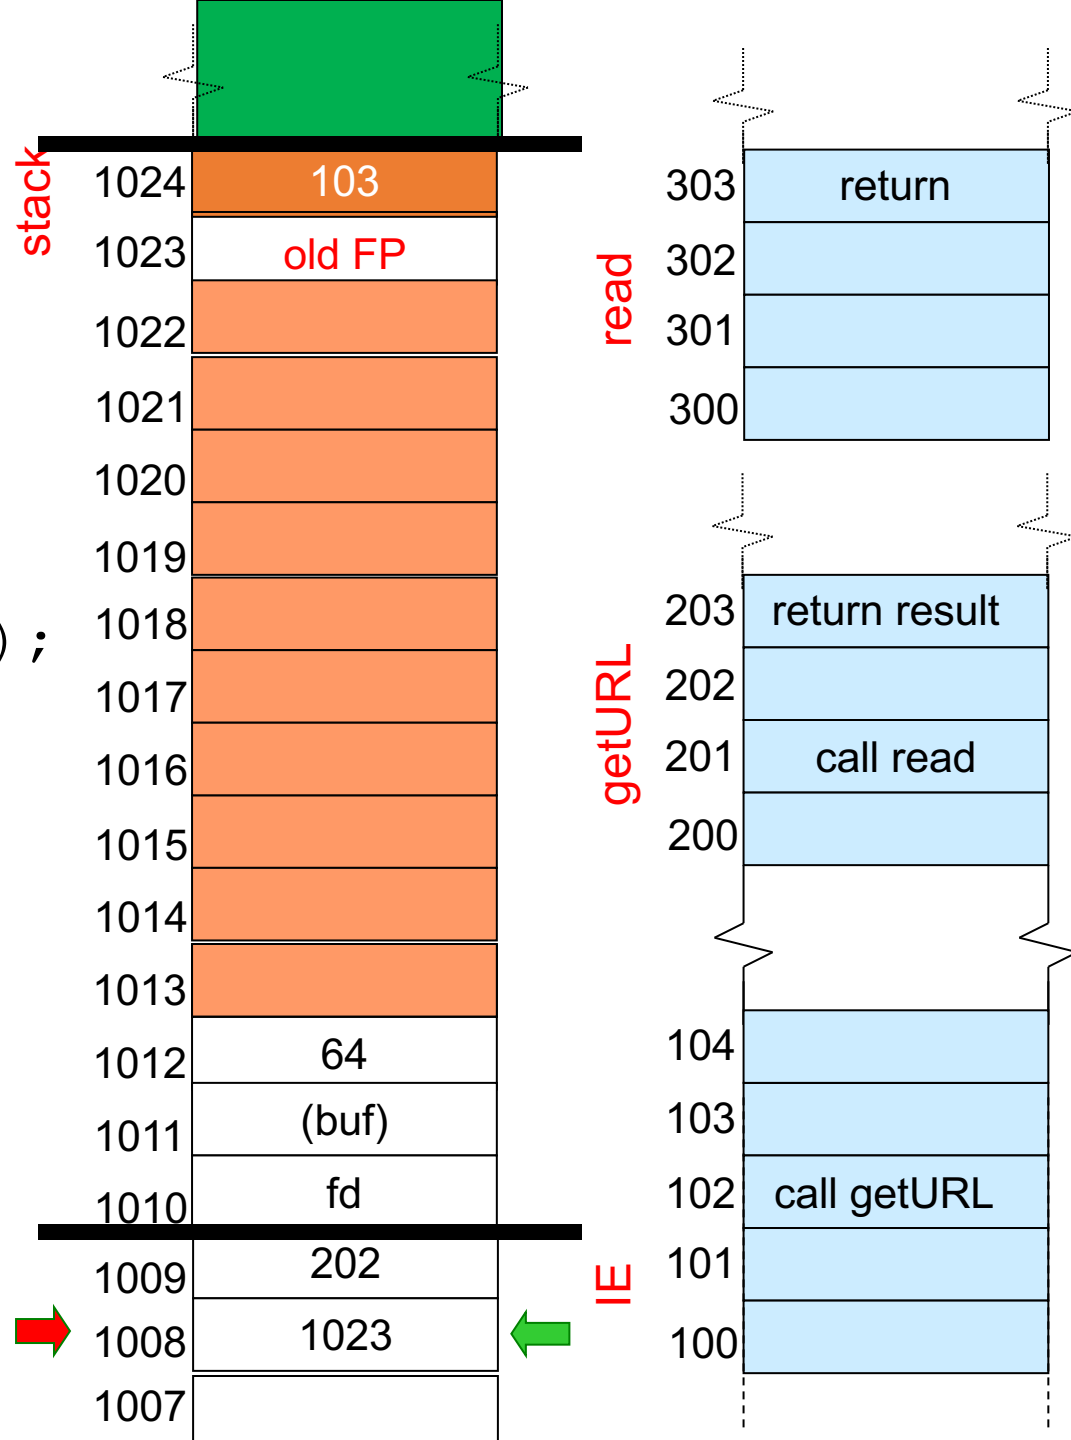 stack
1024 103
1023 old FP
1022
1021
1020
1019
1018
);
1017
1016
1015
1014
1013
1012 64
1011 (buf)
1010 fd
1009 202
1008 1023
1007
read
303 return
302
301
300
getURL
203 return result
202
201 call read
200
IE
104
103
102 call getURL
101
100